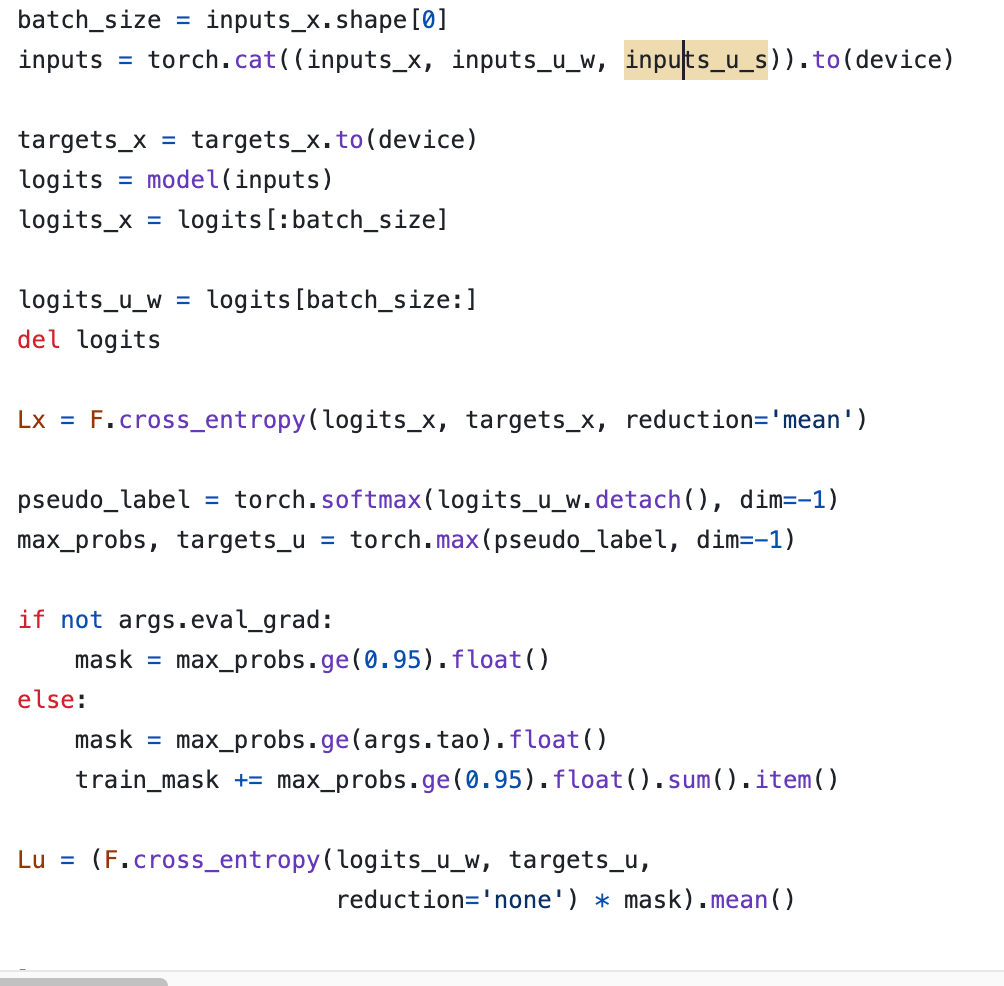 batch_size = inputs_x.shape[0]
inputs = torch.cat((inputs_x, inputs_u_w, inputs_u_s)).to(device)
targets_x = targets_x.to(device)
logits = model(inputs)
logits_x = logits[:batch_size]
logits_u_w = logits[batch_size:]
del logits
Lx = F.cross_entropy(logits_x, targets_x, reduction='mean')
pseudo_label = torch.softmax(logits_u_w.detach(), dim=-1)
max_probs, targets_u = torch.max(pseudo_label, dim=-1)
if not args.eval_grad:
    mask = max_probs.ge(0.95).float()
else:
    mask = max_probs.ge(args.tao).float()
    train_mask += max_probs.ge(0.95).float().sum().item()
Lu = (F.cross_entropy(logits_u_w, targets_u,
                      reduction='none') * mask).mean()